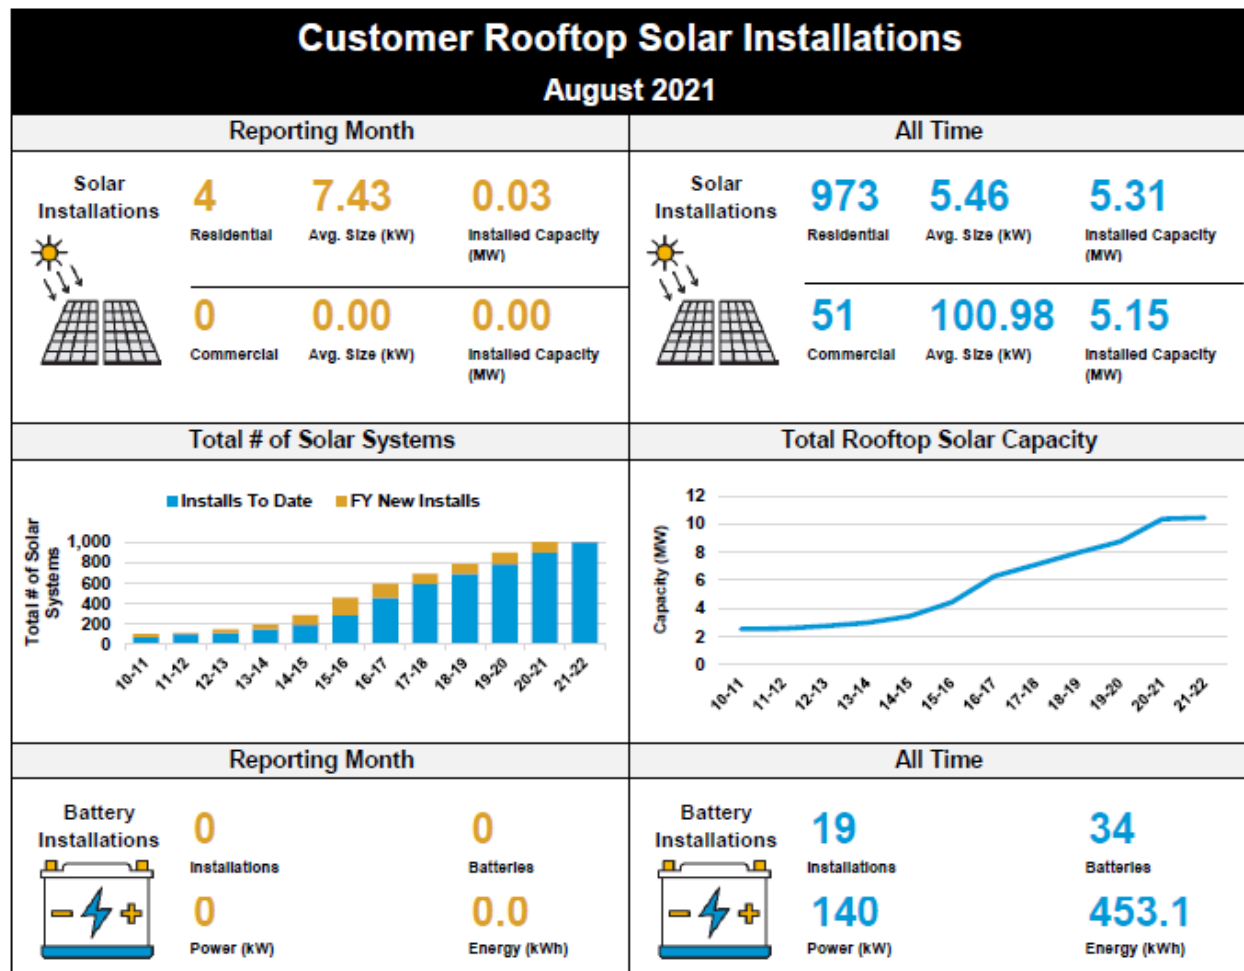 Customer Rooftop Solar Installations
August 2021
Reporting Month
Solar
Installations
4
Residential
7.43
Avg. Size (kW)
0.03
Installed Capacity
(MW)
0
Commercial
0.00
Avg. Size (kW)
0.00
Installed Capacity
(MW)
All Time
Solar
Installations
973
Residential
5.46
Avg. Size (kW)
5.31
Installed Capacity
(MW)
51
Commercial
100.98
Avg. Size (kW)
5.15
Installed Capacity
(MW)
Total # of Solar Systems
Installs To Date
FY New Installs
Total # of Solar
Systems
1,000
800
600
400
200
0
10-11
11-12
12-13
13-14
14-15
15-16
16-17
17-18
18-19
19-20
20-21
21-22
Total Rooftop Solar Capacity
Capacity (MW)
12
10
8
6
4
2
0
10-11
11-12
12-13
13-14
14-15
15-16
16-17
17-18
18-19
19-20
20-21
21-22
Reporting Month
Battery
Installations
0
Installations
0
Batteries
0
Power (kW)
0.0
Energy (kWh)
All Time
Battery
Installations
19
Installations
34
Batteries
140
Power (kW)
453.1
Energy (kWh)